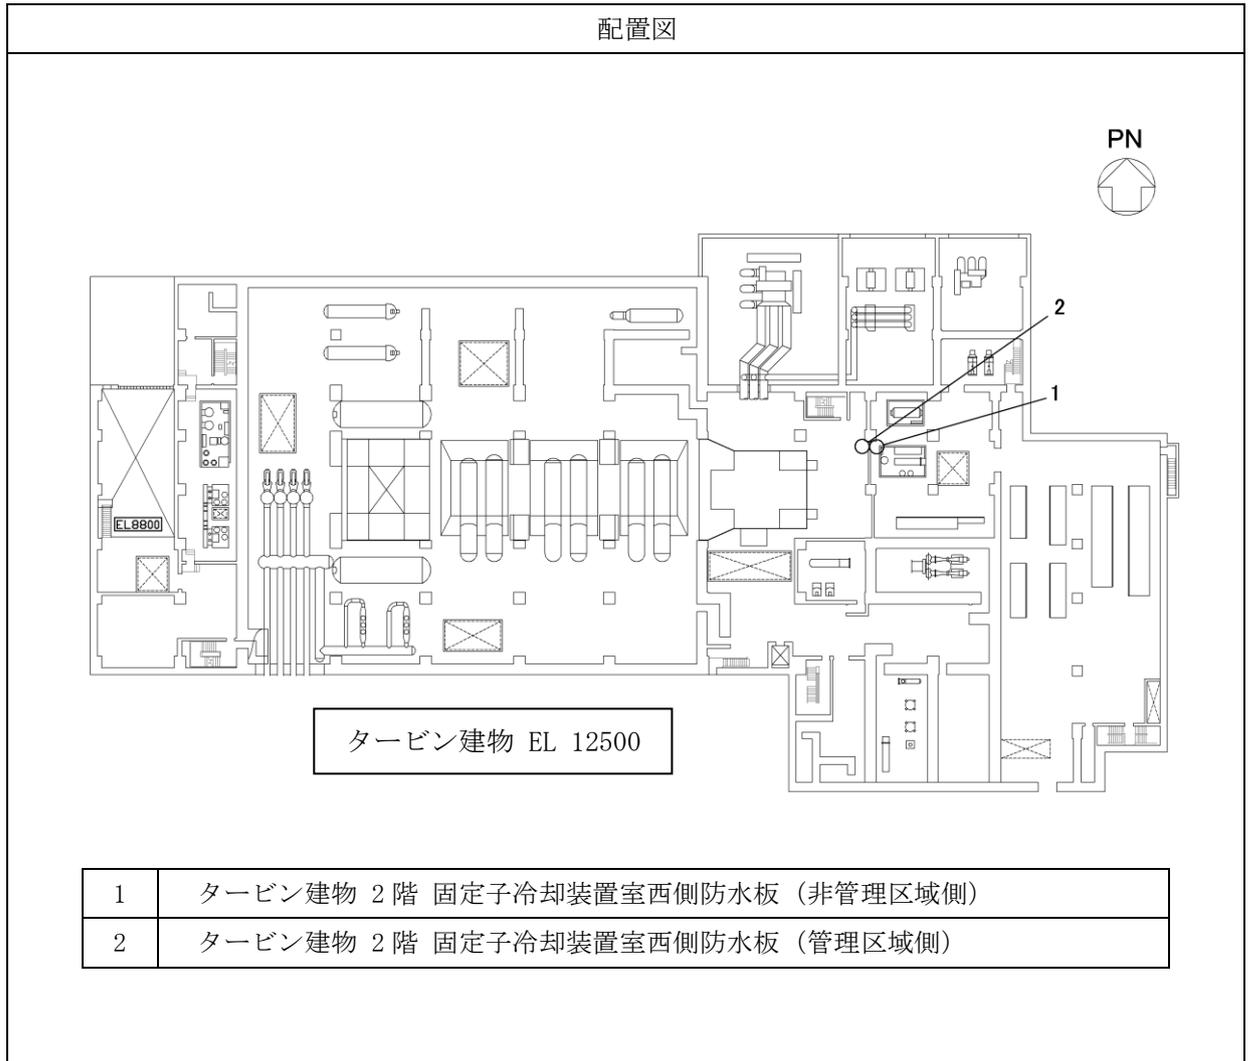 配置図
PN
2
1
EL8800
タービン建物 EL 12500
1 タービン建物 2階 固定子冷却装置室西側防水板（非管理区域側）
2 タービン建物 2階 固定子冷却装置室西側防水板（管理区域側）